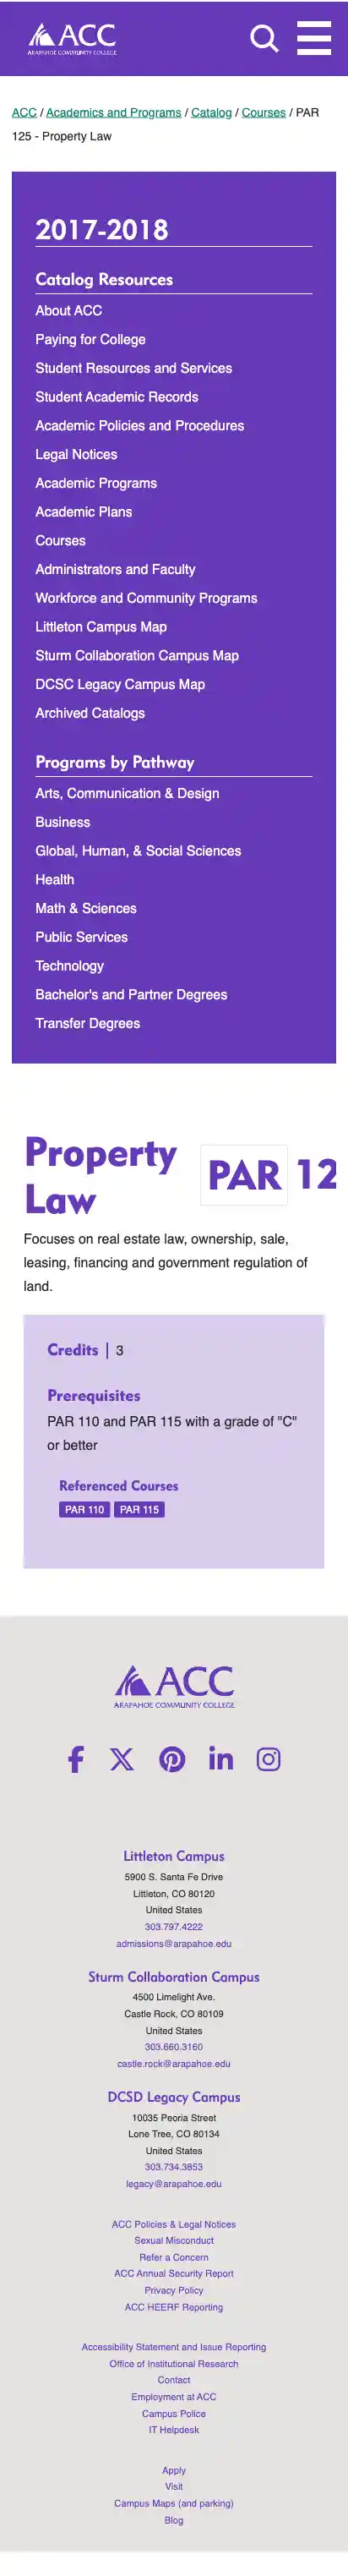 ACC
ARAPAHOE COMMUNITY COLLEGE
ACC / Academics and Programs / Catalog / Courses / PAR
125 - Property Law
2017-2018
Catalog Resources
About ACC
Paying for College
Student Resources and Services
Student Academic Records
Academic Policies and Procedures
Legal Notices
Academic Programs
Academic Plans
Courses
Administrators and Faculty
Workforce and Community Programs
Littleton Campus Map
Sturm Collaboration Campus Map
DCSC Legacy Campus Map
Archived Catalogs
Programs by Pathway
Arts, Communication & Design
Business
Global, Human, & Social Sciences
Health
Math & Sciences
Public Services
Technology
Bachelor's and Partner Degrees
Transfer Degrees
Property
Law
PAR 12
Focuses on real estate law, ownership, sale,
leasing, financing and government regulation of
land.
Credits | 3
Prerequisites
PAR 110 and PAR 115 with a grade of "C"
or better
Referenced Courses
PAR 110 PAR 115
ACC
ARAPAHOE COMMUNITY COLLEGE
Littleton Campus
5900 S. Santa Fe Drive
Littleton, CO 80120
United States
303.797.4222
admissions@arapahoe.edu
Sturm Collaboration Campus
4500 Limelight Ave.
Castle Rock, CO 80109
United States
303.660.3160
castle.rock@arapahoe.edu
DCSD Legacy Campus
10035 Peoria Street
Lone Tree, CO 80134
United States
303.734.3853
legacy@arapahoe.edu
ACC Policies & Legal Notices
Sexual Misconduct
Refer a Concern
ACC Annual Security Report
Privacy Policy
ACC HEERF Reporting
Accessibility Statement and Issue Reporting
Office of Institutional Research
Contact
Employment at ACC
Campus Police
IT Helpdesk
Apply
Visit
Campus Maps (and parking)
Blog